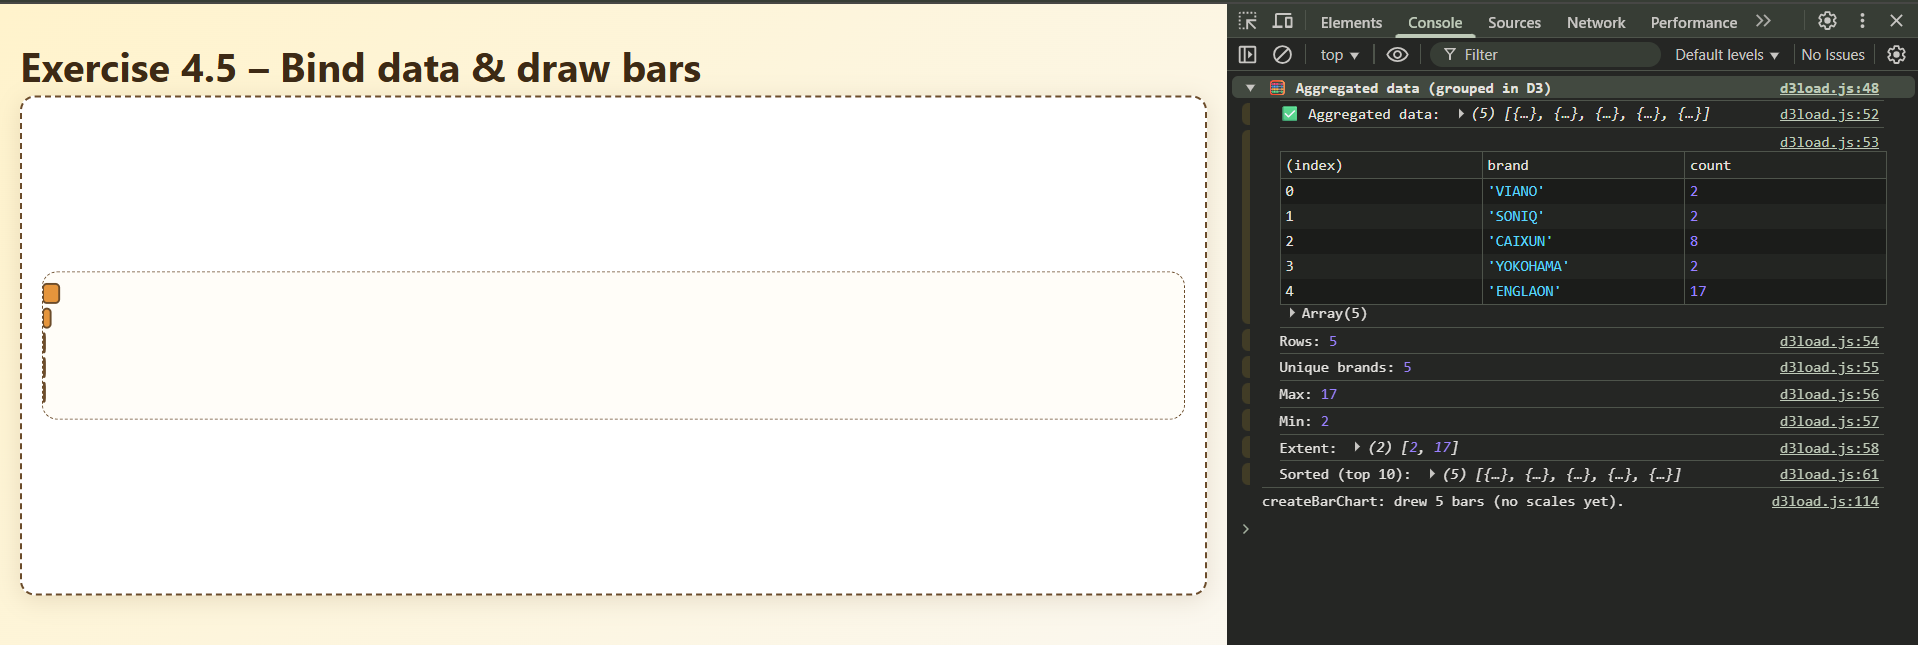 Exercise 4.5 – Bind data & draw bars
Elements Console Sources Network Performance
top Filter Default levels No Issues
Aggregated data (grouped in D3) d3load.js:48
Aggregated data: (5) [{…}, {…}, {…}, {…}, {…}] d3load.js:52
d3load.js:53
(index) brand count
0 'VIANO' 2
1 'SONIQ' 2
2 'CAIXUN' 8
3 'YOKOHAMA' 2
4 'ENGLAON' 17
Array(5)
Rows: 5 d3load.js:54
Unique brands: 5 d3load.js:55
Max: 17 d3load.js:56
Min: 2 d3load.js:57
Extent: (2) [2, 17] d3load.js:58
Sorted (top 10): (5) [{…}, {…}, {…}, {…}, {…}] d3load.js:61
createBarChart: drew 5 bars (no scales yet). d3load.js:114